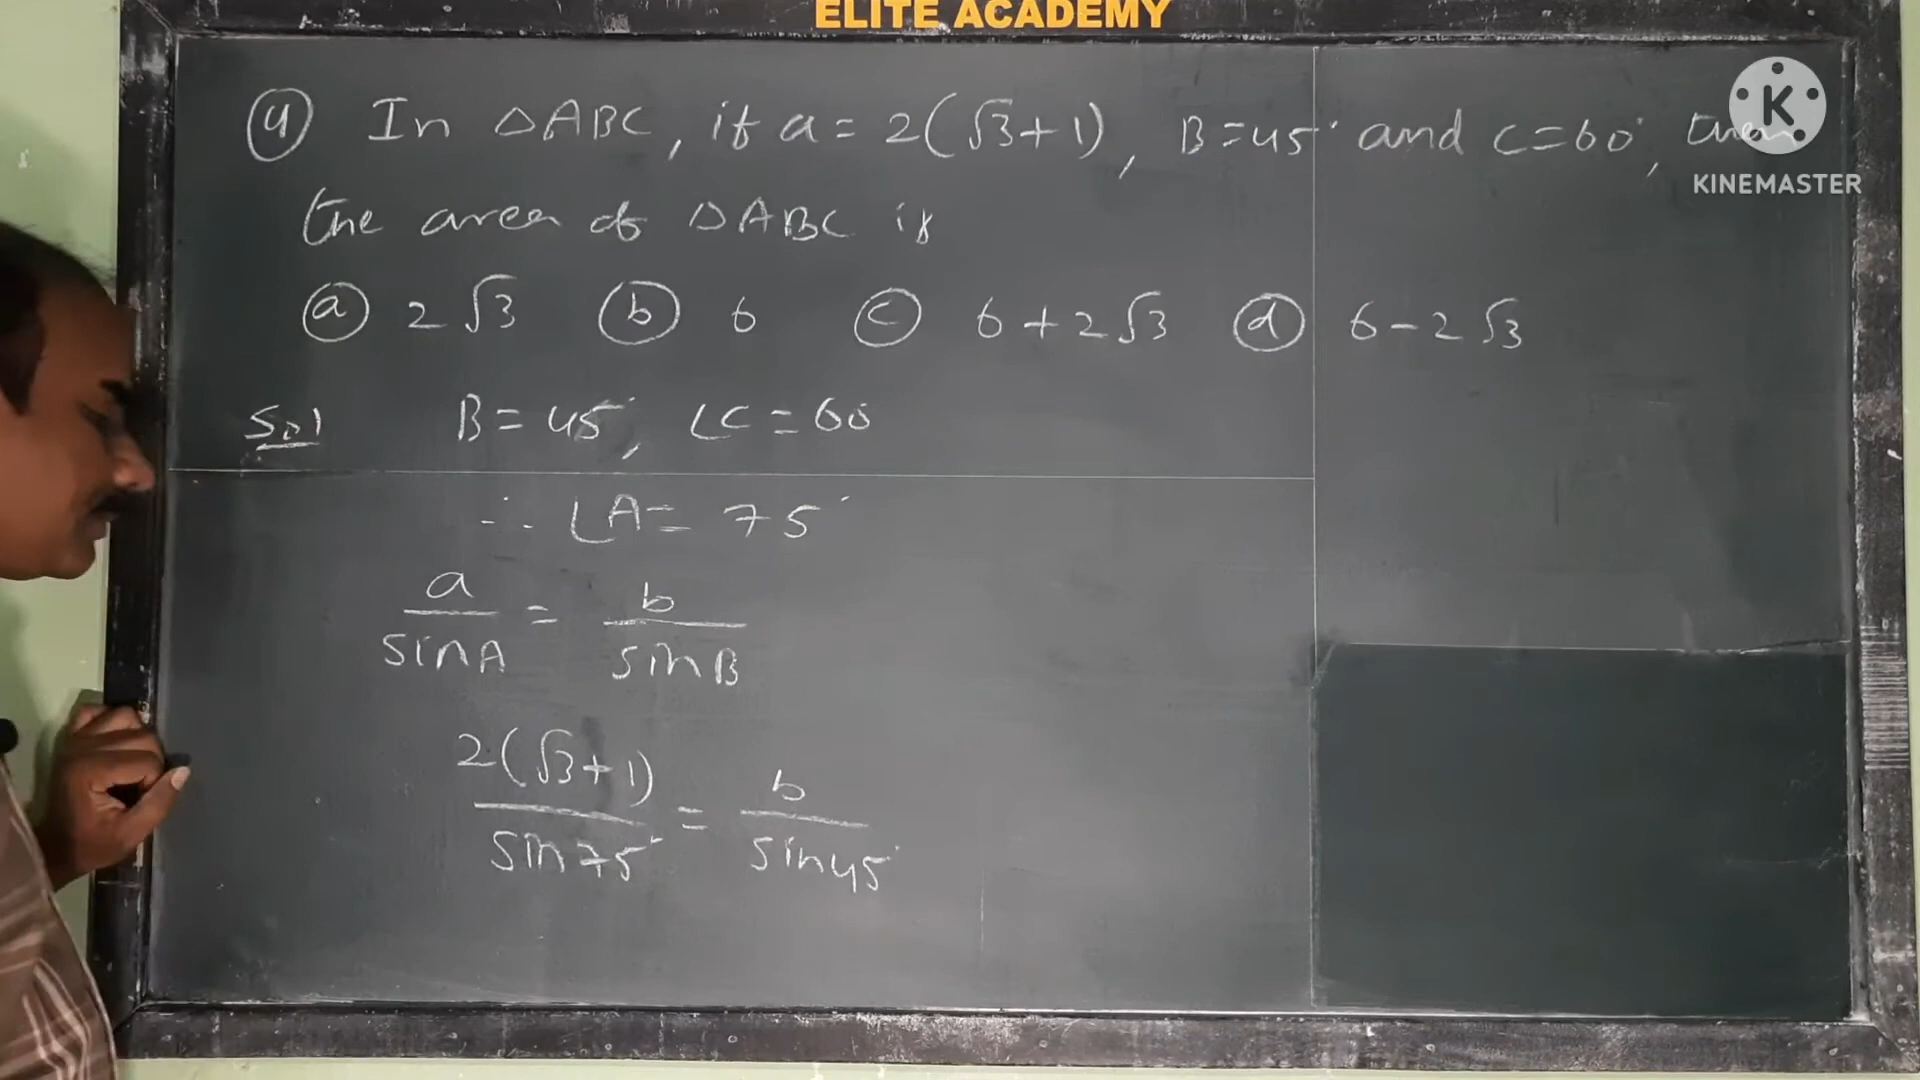 ELITE ACADEMY
④ In △ABC, if a = 2(√3+1), B=45° and C=60°, then
KINEMASTER
the area of △ABC is
ⓐ 2√3 ⓑ 6 ⓒ 6+2√3 ⓓ 6-2√3
Sol B=45°, ∠C=60
∴ ∠A= 75°
a/sinA = b/sinB
2(√3+1)/sin75° = b/sin45°